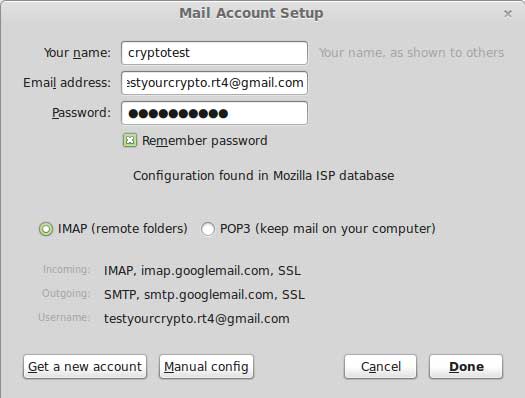 Mail Account Setup
Your name: cryptotest Your name, as shown to others
Email address: estyourcrypto.rt4@gmail.com
Password: ●●●●●●●●●●
Remember password
Configuration found in Mozilla ISP database
IMAP (remote folders) POP3 (keep mail on your computer)
Incoming: IMAP, imap.googlemail.com, SSL
Outgoing: SMTP, smtp.googlemail.com, SSL
Username: testyourcrypto.rt4@gmail.com
Get a new account Manual config Cancel Done